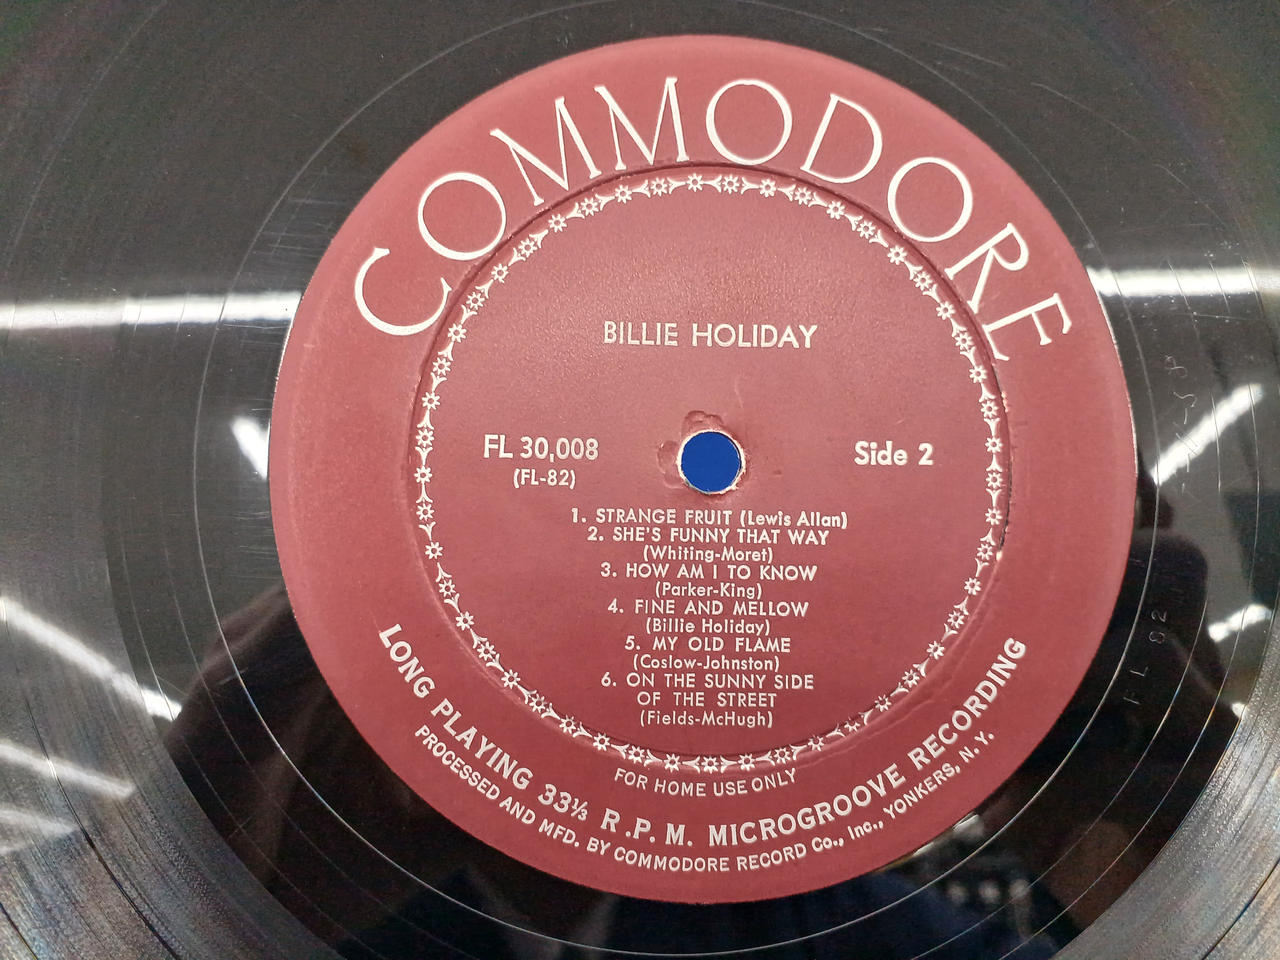 COMMODORE
BILLIE HOLIDAY
FL 30,008
(FL-82)
Side 2
1. STRANGE FRUIT (Lewis Allan)
2. SHE'S FUNNY THAT WAY
(Whiting-Moret)
3. HOW AM I TO KNOW
(Parker-King)
4. FINE AND MELLOW
(Billie Holiday)
5. MY OLD FLAME
(Coslow-Johnston)
6. ON THE SUNNY SIDE
OF THE STREET
(Fields-McHugh)
FOR HOME USE ONLY
LONG PLAYING 33⅓ R.P.M. MICROGROOVE RECORDING
PROCESSED AND MFD. BY COMMODORE RECORD Co., Inc., YONKERS, N.Y.
FL 82